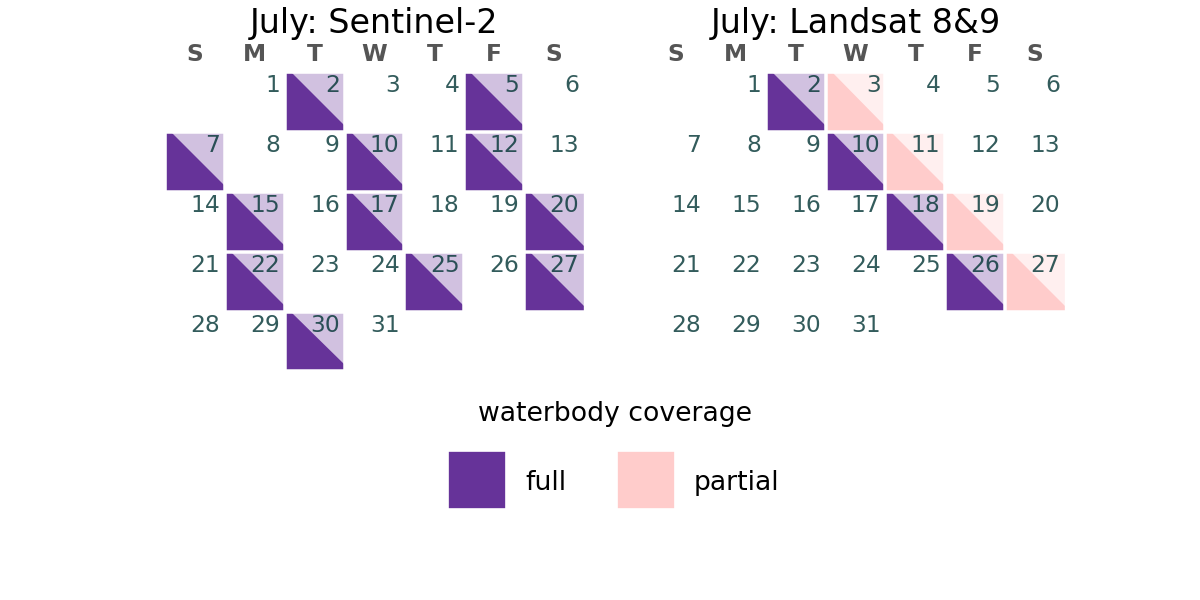 July: Sentinel-2
S M T W T F S
1 2 3 4 5 6
7 8 9 10 11 12 13
14 15 16 17 18 19 20
21 22 23 24 25 26 27
28 29 30 31
July: Landsat 8&9
S M T W T F S
1 2 3 4 5 6
7 8 9 10 11 12 13
14 15 16 17 18 19 20
21 22 23 24 25 26 27
28 29 30 31
waterbody coverage
full partial